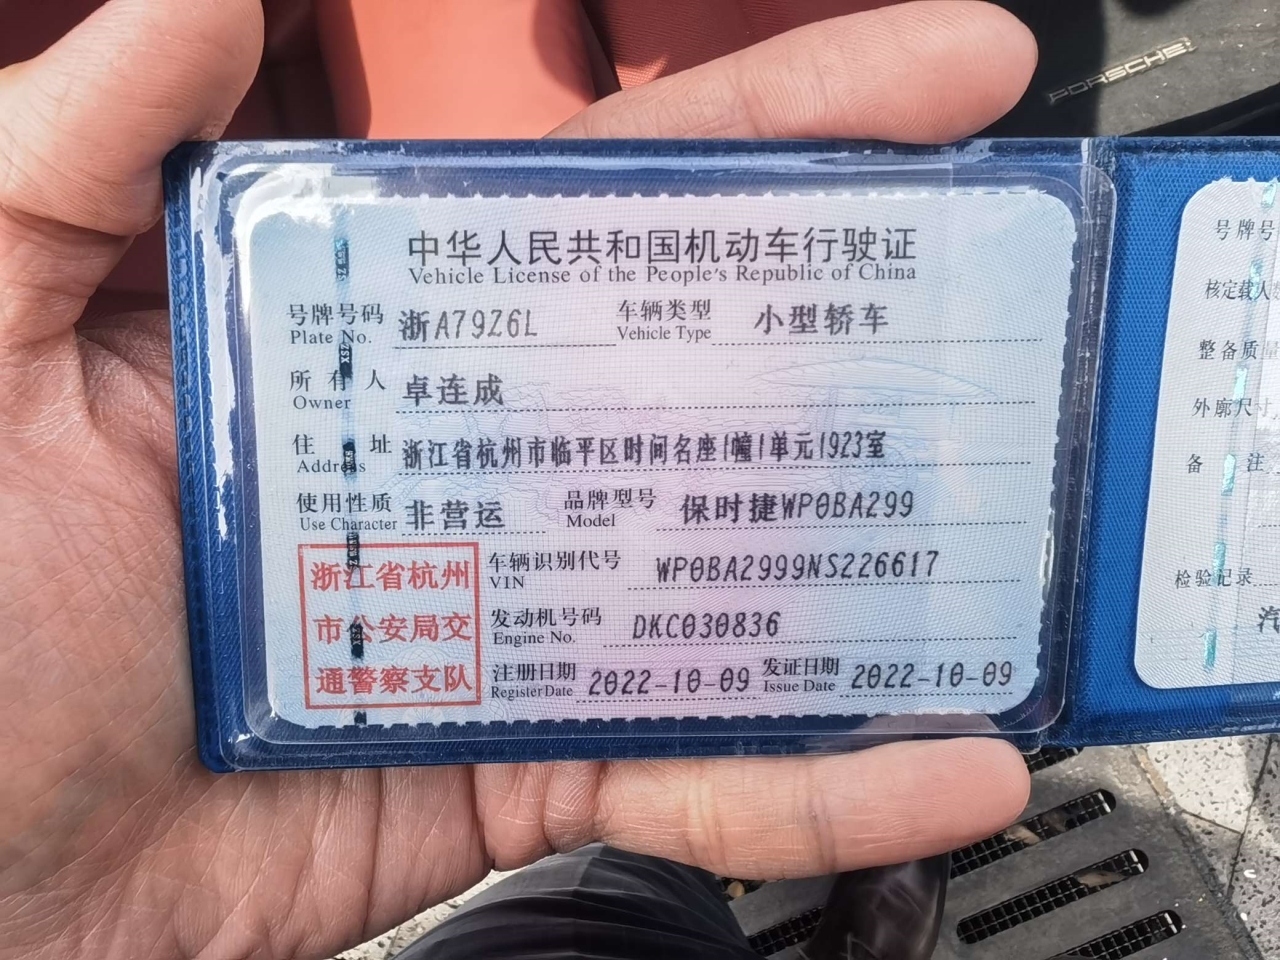 PORSCHE
中华人民共和国机动车行驶证
Vehicle License of the People's Republic of China
号牌号码 浙A79Z6L 车辆类型 小型轿车
Plate No. Vehicle Type
所有人 卓连成
Owner
住址 浙江省杭州市临平区时间名座1幢1单元1923室
Address
使用性质 非营运 品牌型号 保时捷WP0BA299
Use Character Model
浙江省杭州
市公安局交
通警察支队
车辆识别代号 WP0BA2999NS226617
VIN
发动机号码 DKC030836
Engine No.
注册日期 2022-10-09 发证日期 2022-10-09
Register Date Issue Date
号牌号
核定载人
整备质量
外廓尺寸
备注
检验记录